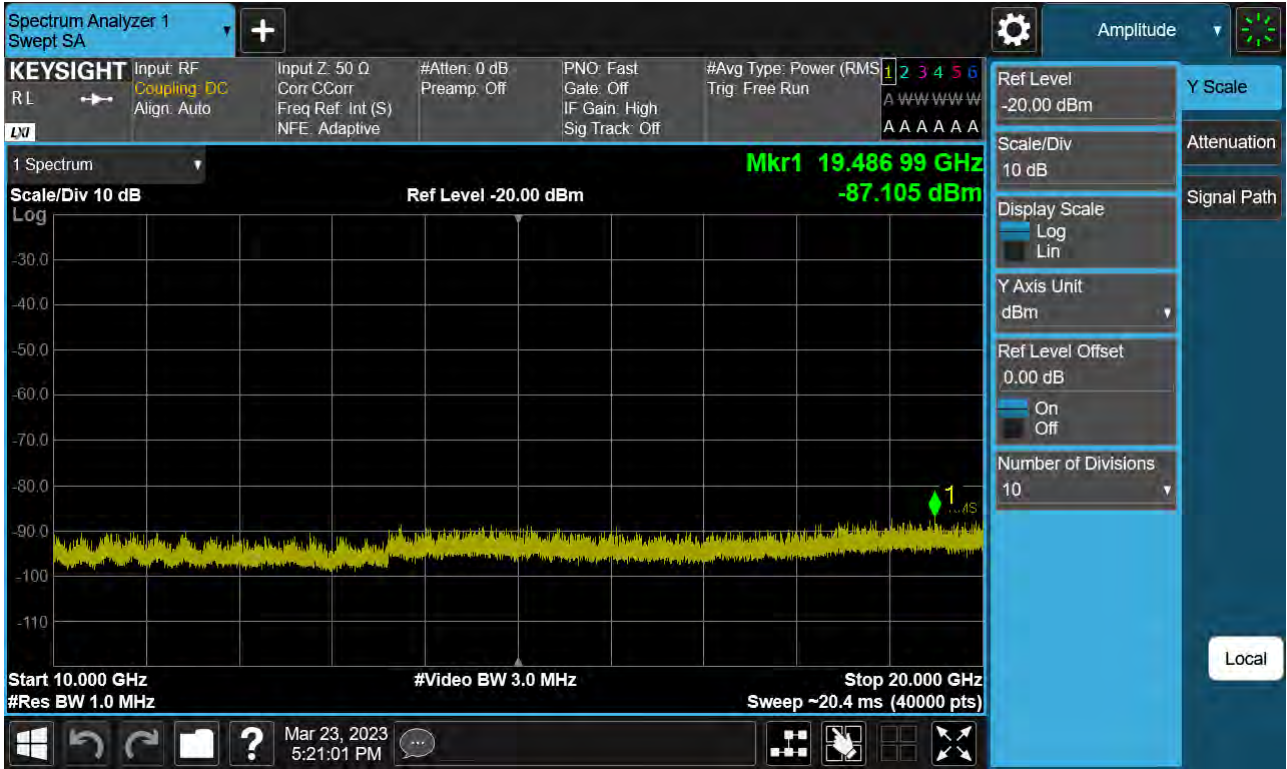 Spectrum Analyzer 1
Swept SA
Amplitude
KEYSIGHT
R L
LXI
Input: RF
Coupling: DC
Align: Auto
Input Z: 50 Ω
Corr CCorr
Freq Ref: Int (S)
NFE: Adaptive
#Atten: 0 dB
Preamp: Off
PNO: Fast
Gate: Off
IF Gain: High
Sig Track: Off
#Avg Type: Power (RMS
Trig: Free Run
1 2 3 4 5 6
A W W W W W
A A A A A A
1 Spectrum
Scale/Div 10 dB
Ref Level -20.00 dBm
Mkr1 19.486 99 GHz
-87.105 dBm
Log
-30.0
-40.0
-50.0
-60.0
-70.0
-80.0
-90.0
-100
-110
1
Start 10.000 GHz
#Res BW 1.0 MHz
#Video BW 3.0 MHz
Stop 20.000 GHz
Sweep ~20.4 ms (40000 pts)
Ref Level
-20.00 dBm
Scale/Div
10 dB
Display Scale
Log
Lin
Y Axis Unit
dBm
Ref Level Offset
0.00 dB
On
Off
Number of Divisions
10
Y Scale
Attenuation
Signal Path
Local
?
Mar 23, 2023
5:21:01 PM